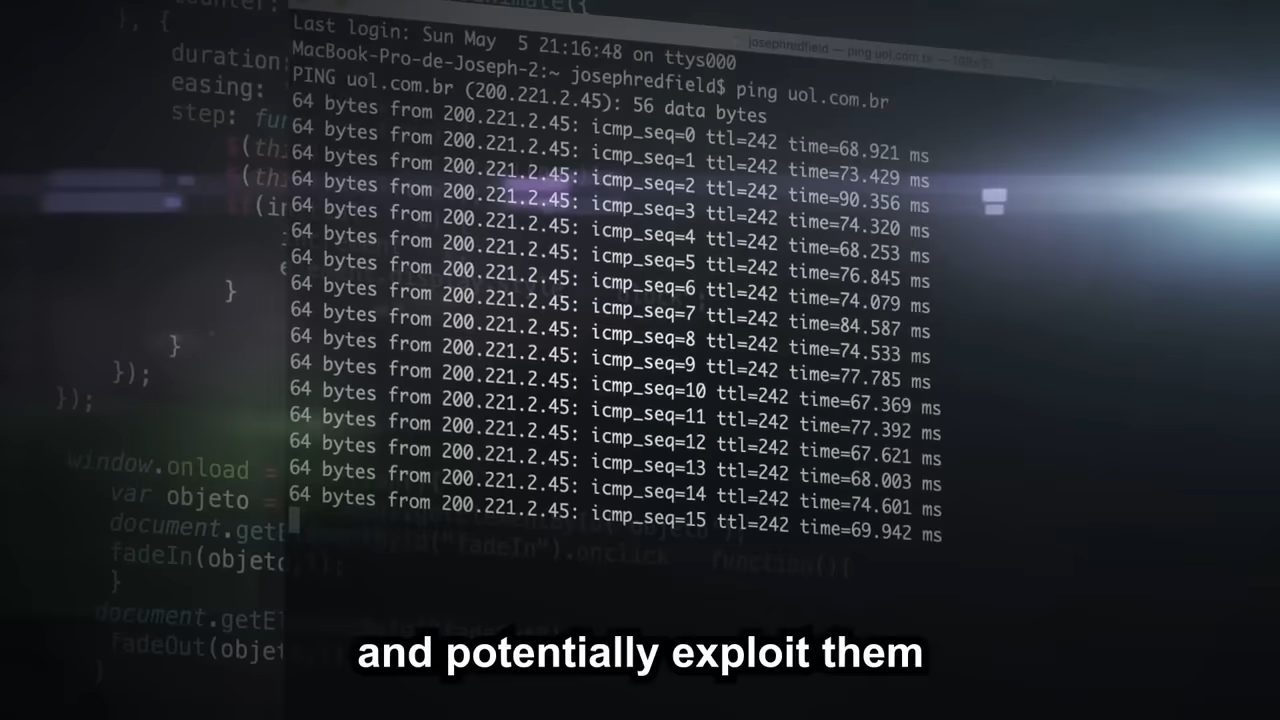 }, {
duration:
easing:
step: fu
(thi
(thi
}
}
});
});
window.onload =
var objeto =
document.getE
fadeIn(objeto
}
document.getEl
fadeOut(objet
josephredfield — ping uol.com.br
Last login: Sun May  5 21:16:48 on ttys000
MacBook-Pro-de-Joseph-2:~ josephredfield$ ping uol.com.br
PING uol.com.br (200.221.2.45): 56 data bytes
64 bytes from 200.221.2.45: icmp_seq=0 ttl=242 time=68.921 ms
64 bytes from 200.221.2.45: icmp_seq=1 ttl=242 time=73.429 ms
64 bytes from 200.221.2.45: icmp_seq=2 ttl=242 time=90.356 ms
64 bytes from 200.221.2.45: icmp_seq=3 ttl=242 time=74.320 ms
64 bytes from 200.221.2.45: icmp_seq=4 ttl=242 time=68.253 ms
64 bytes from 200.221.2.45: icmp_seq=5 ttl=242 time=76.845 ms
64 bytes from 200.221.2.45: icmp_seq=6 ttl=242 time=74.079 ms
64 bytes from 200.221.2.45: icmp_seq=7 ttl=242 time=84.587 ms
64 bytes from 200.221.2.45: icmp_seq=8 ttl=242 time=74.533 ms
64 bytes from 200.221.2.45: icmp_seq=9 ttl=242 time=77.785 ms
64 bytes from 200.221.2.45: icmp_seq=10 ttl=242 time=67.369 ms
64 bytes from 200.221.2.45: icmp_seq=11 ttl=242 time=77.392 ms
64 bytes from 200.221.2.45: icmp_seq=12 ttl=242 time=67.621 ms
64 bytes from 200.221.2.45: icmp_seq=13 ttl=242 time=68.003 ms
64 bytes from 200.221.2.45: icmp_seq=14 ttl=242 time=74.601 ms
64 bytes from 200.221.2.45: icmp_seq=15 ttl=242 time=69.942 ms
("fadeIn").onclick function(){
and potentially exploit them